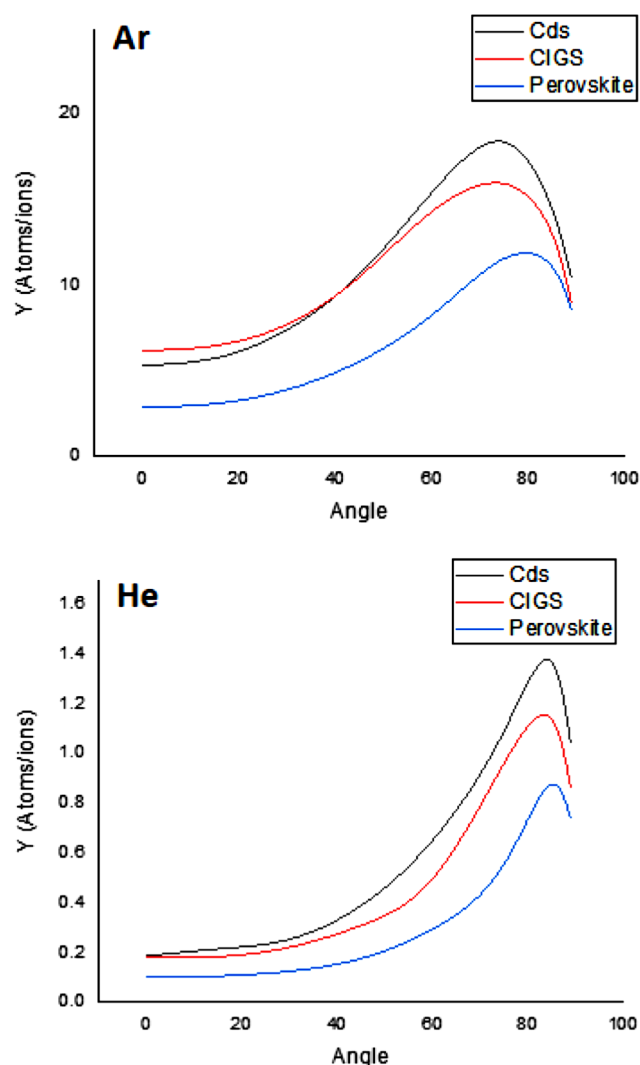 Ar
Cds
CIGS
Perovskite
20
10
0
Y (Atoms/ions)
0 20 40 60 80 100
Angle
He
Cds
CIGS
Perovskite
1.6
1.4
1.2
1.0
0.8
0.6
0.4
0.2
0.0
Y (Atoms/ions)
0 20 40 60 80 100
Angle